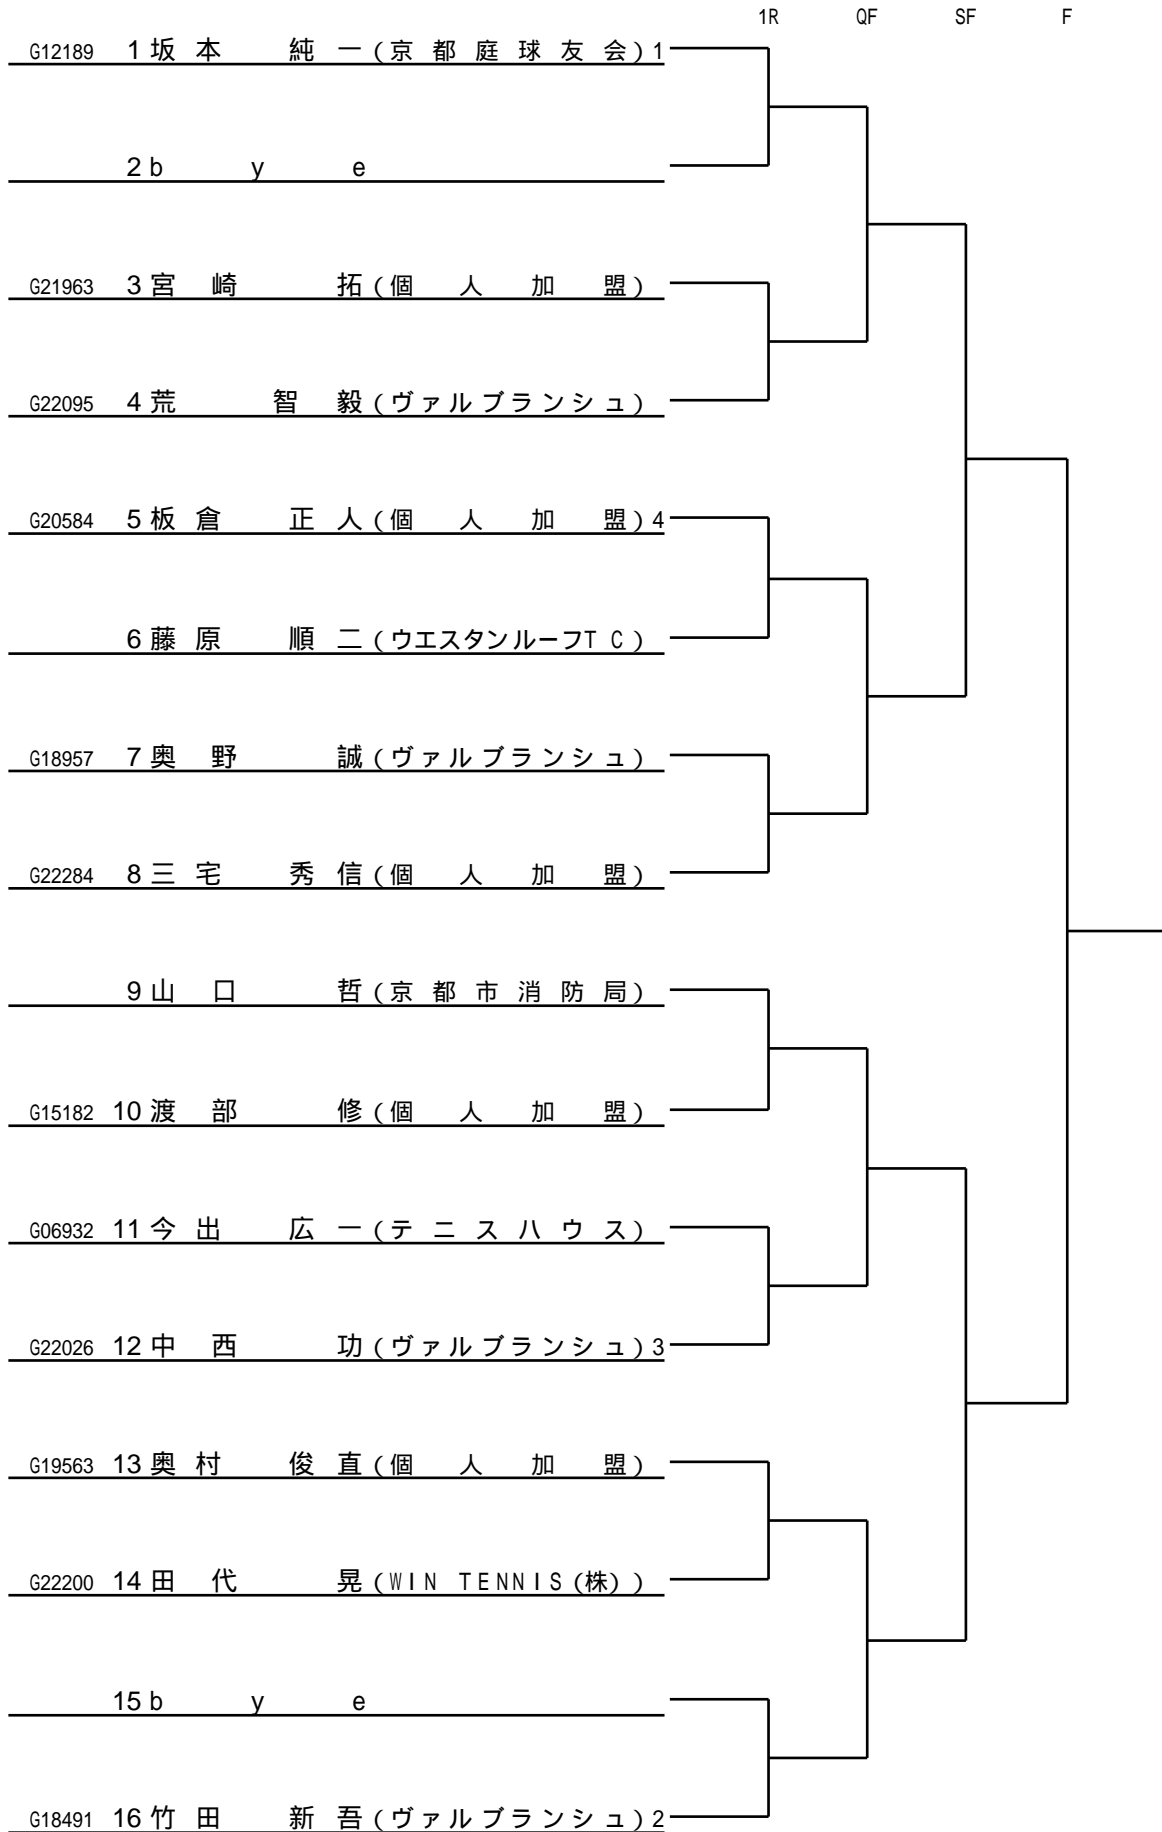 1R QF SF F
G12189 1 坂本 純一 (京都庭球友会) 1
2 bye
G21963 3 宮崎 拓 (個人加盟)
G22095 4 荒 智毅 (ヴァルブランシュ)
G20584 5 板倉 正人 (個人加盟) 4
6 藤原 順二 (ウエスタンルーフTC)
G18957 7 奥野 誠 (ヴァルブランシュ)
G22284 8 三宅 秀信 (個人加盟)
9 山口 哲 (京都市消防局)
G15182 10 渡部 修 (個人加盟)
G06932 11 今出 広一 (テニスハウス)
G22026 12 中西 功 (ヴァルブランシュ) 3
G19563 13 奥村 俊直 (個人加盟)
G22200 14 田代 晃 (WIN TENNIS(株))
15 bye
G18491 16 竹田 新吾 (ヴァルブランシュ) 2